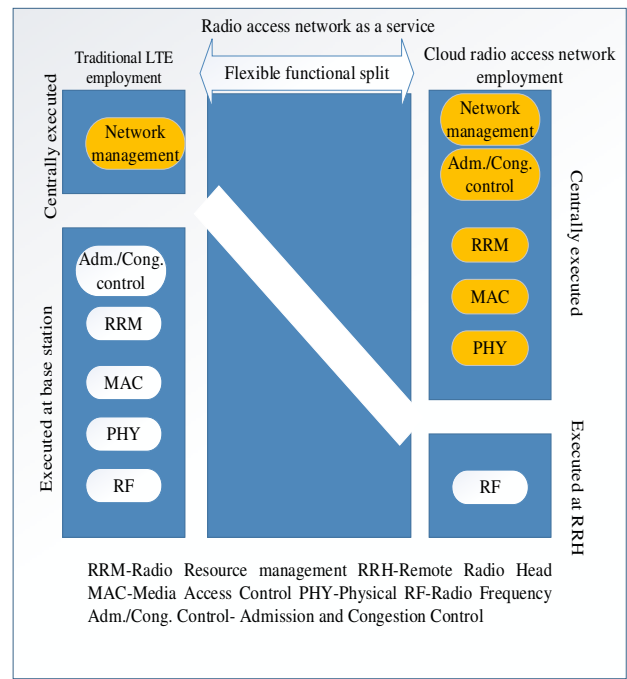 Radio access network as a service
Traditional LTE
employment
Flexible functional split
Cloud radio access network
employment
Centrally executed
Network
management
Executed at base station
Adm./Cong.
control
RRM
MAC
PHY
RF
Network
management
Adm./Cong.
control
RRM
MAC
PHY
Centrally executed
RF
Executed at RRH
RRM-Radio Resource management RRH-Remote Radio Head
MAC-Media Access Control PHY-Physical RF-Radio Frequency
Adm./Cong. Control- Admission and Congestion Control